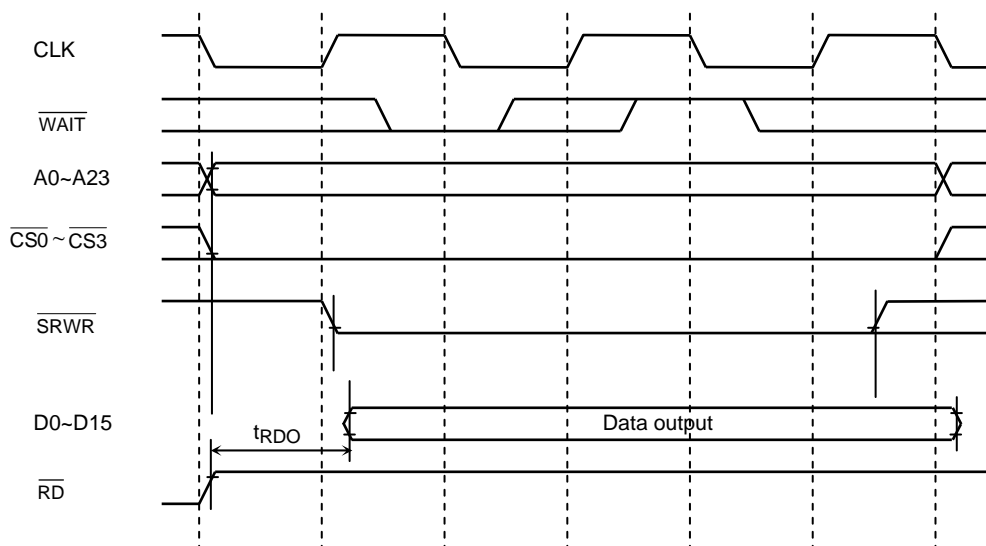 CLK
WAIT
A0~A23
CS0 ~ CS3
SRWR
D0~D15
Data output
tRDO
RD